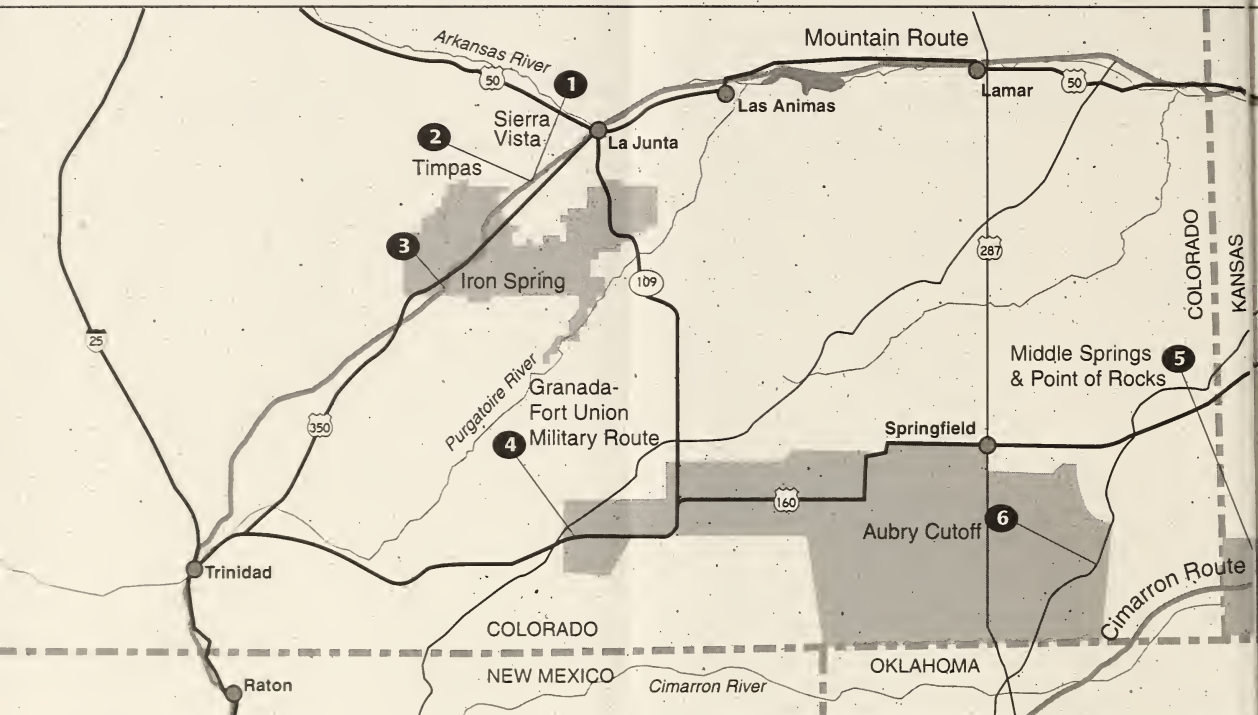 Mountain Route
Arkansas River
50
1
Sierra
Vista
2
Timpas
La Junta
Las Animas
Lamar
50
3
Iron Spring
109
287
COLORADO
KANSAS
25
350
Purgatoire River
Granada-
Fort Union
Military Route
4
Middle Springs
& Point of Rocks
5
Springfield
160
Aubry Cutoff
6
Trinidad
Cimarron Route
COLORADO
NEW MEXICO
OKLAHOMA
Cimarron River
Raton